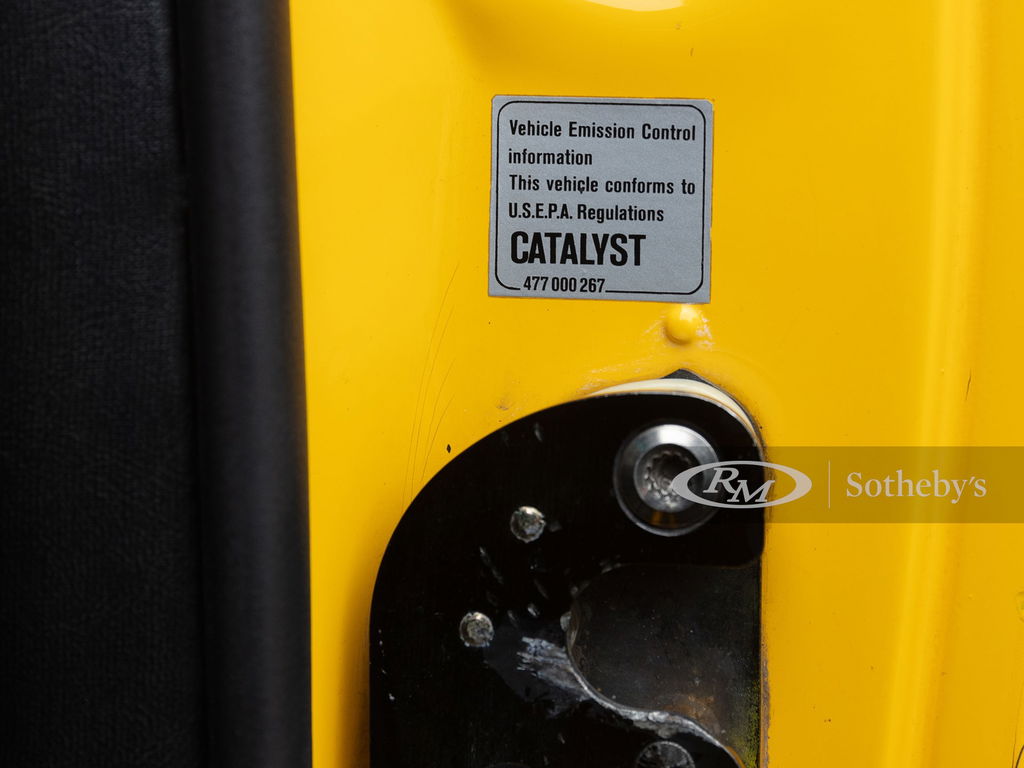 Vehicle Emission Control
information
This vehicle conforms to
U.S.E.P.A. Regulations
CATALYST
477 000 267
RM Sotheby's